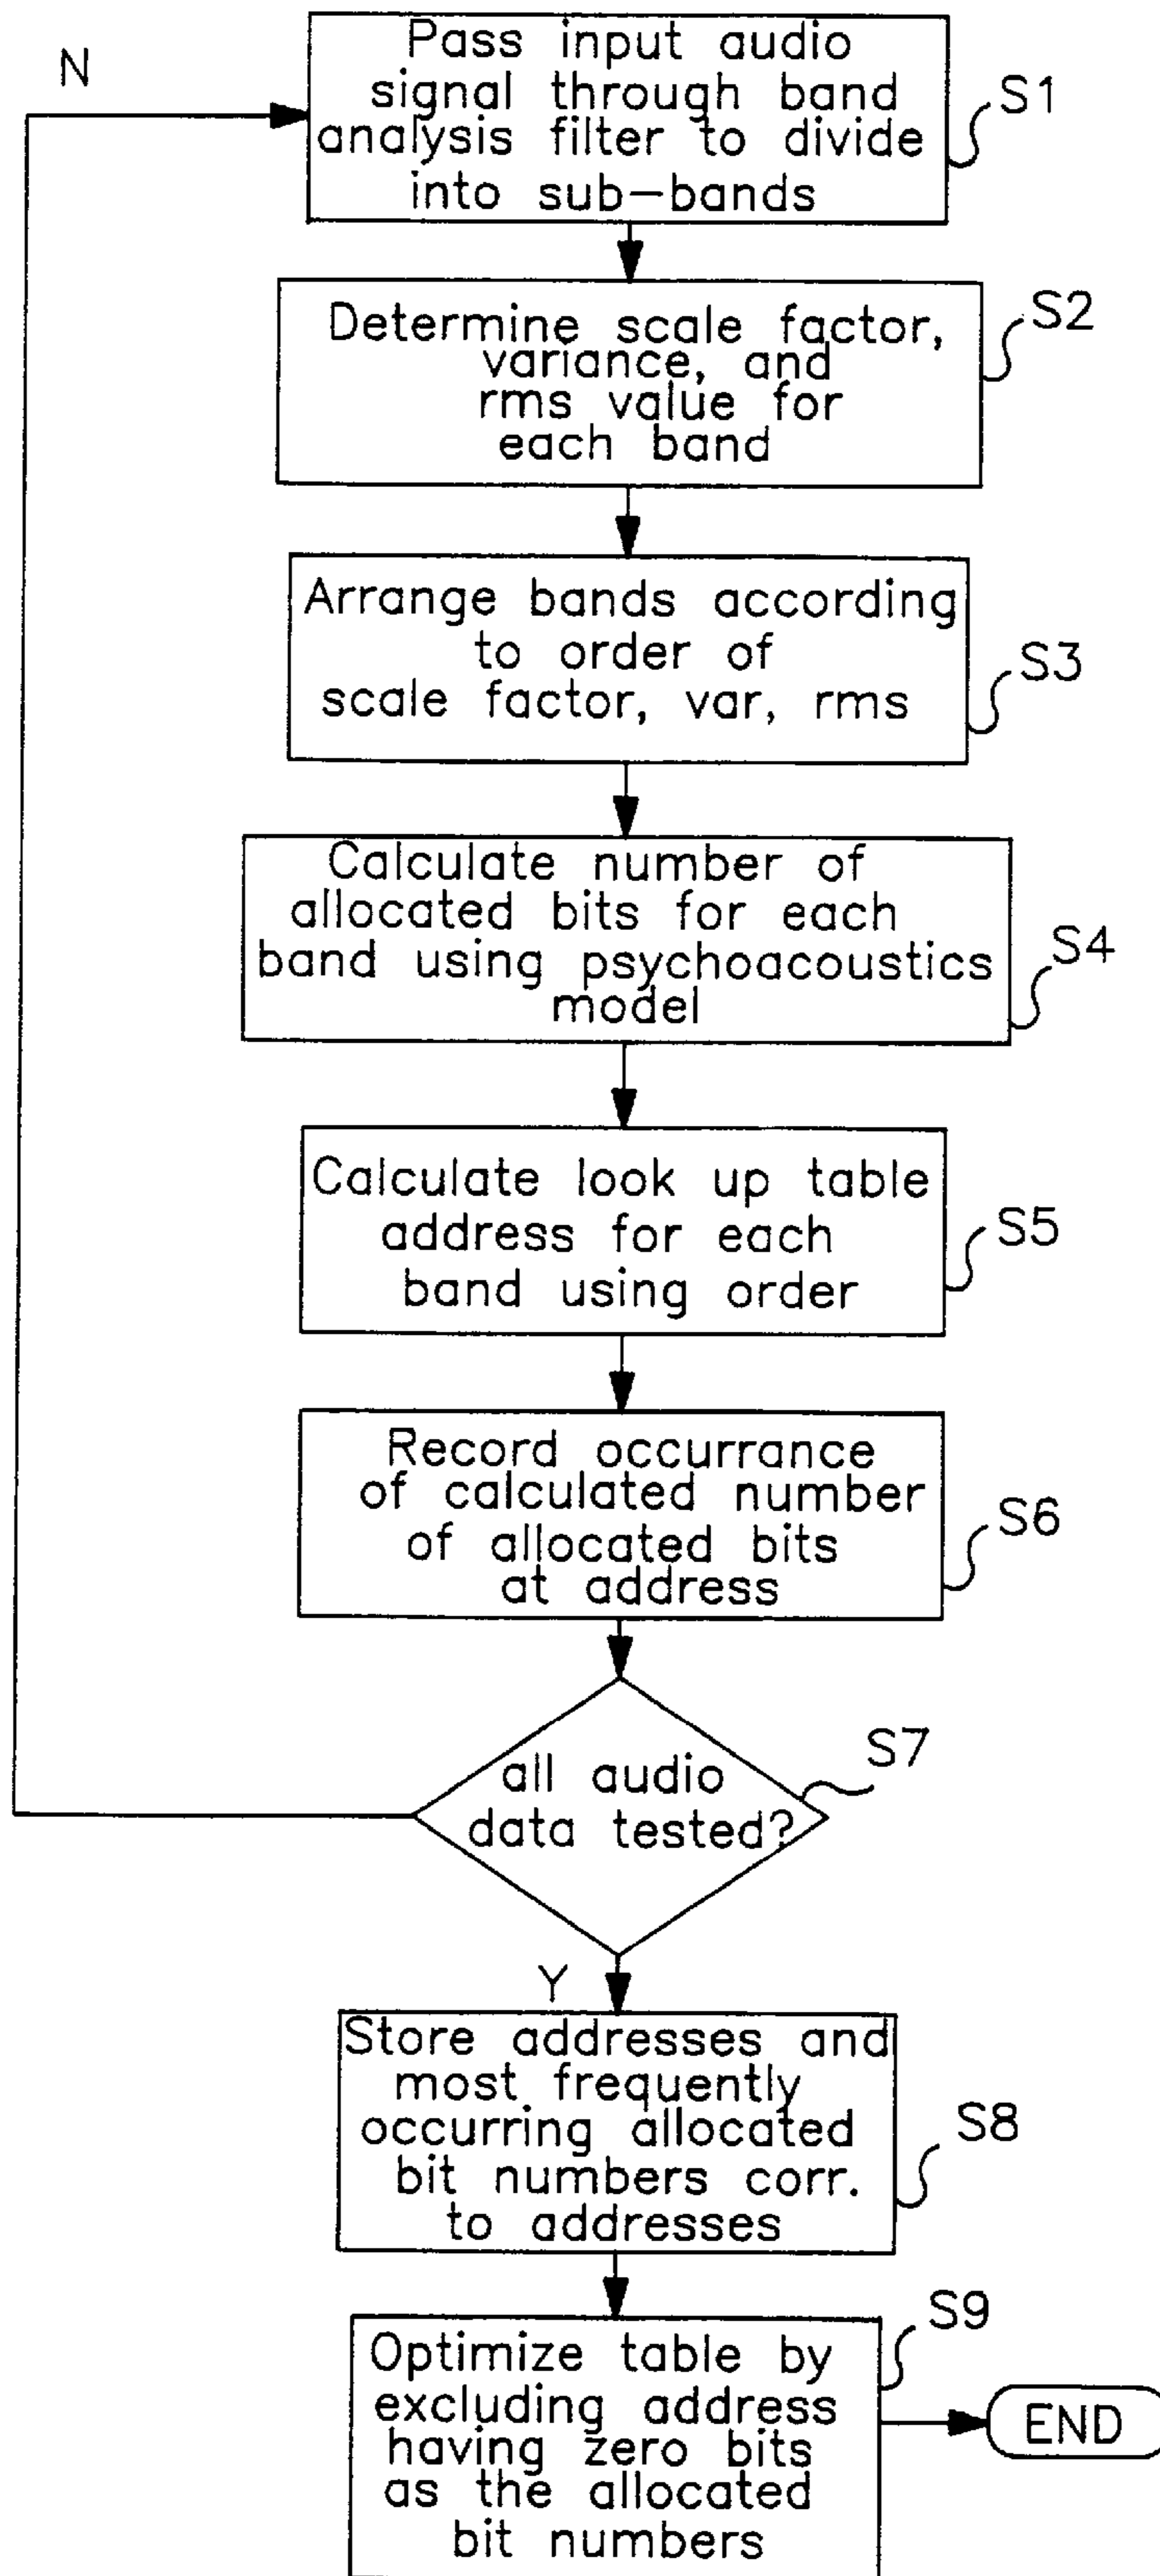 N
Pass input audio
signal through band
analysis filter to divide
into sub-bands
S1
Determine scale factor,
variance, and
rms value for
each band
S2
Arrange bands according
to order of
scale factor, var, rms
S3
Calculate number of
allocated bits for each
band using psychoacoustics
model
S4
Calculate look up table
address for each
band using order
S5
Record occurrance
of calculated number
of allocated bits
at address
S6
all audio
data tested?
S7
Y
Store addresses and
most frequently
occurring allocated
bit numbers corr.
to addresses
S8
Optimize table by
excluding address
having zero bits
as the allocated
bit numbers
S9
END